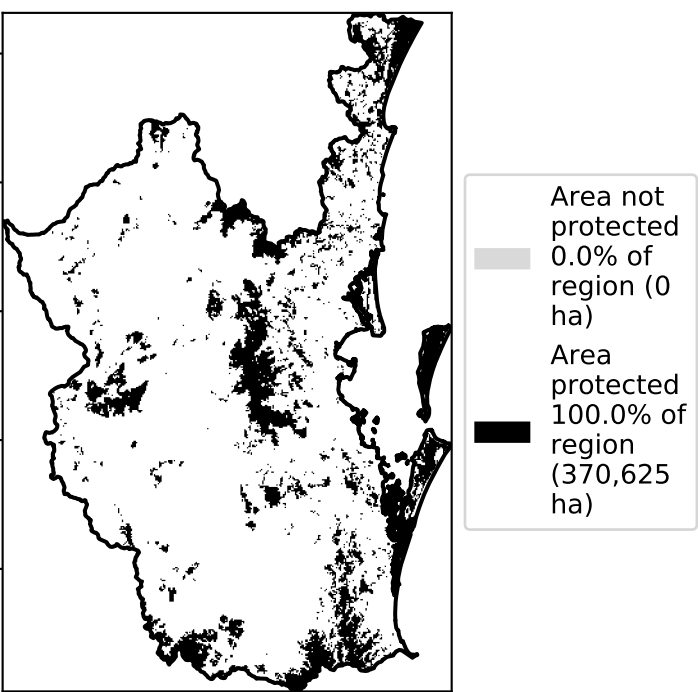 Area not
protected
0.0% of
region (0
ha)
Area
protected
100.0% of
region
(370,625
ha)